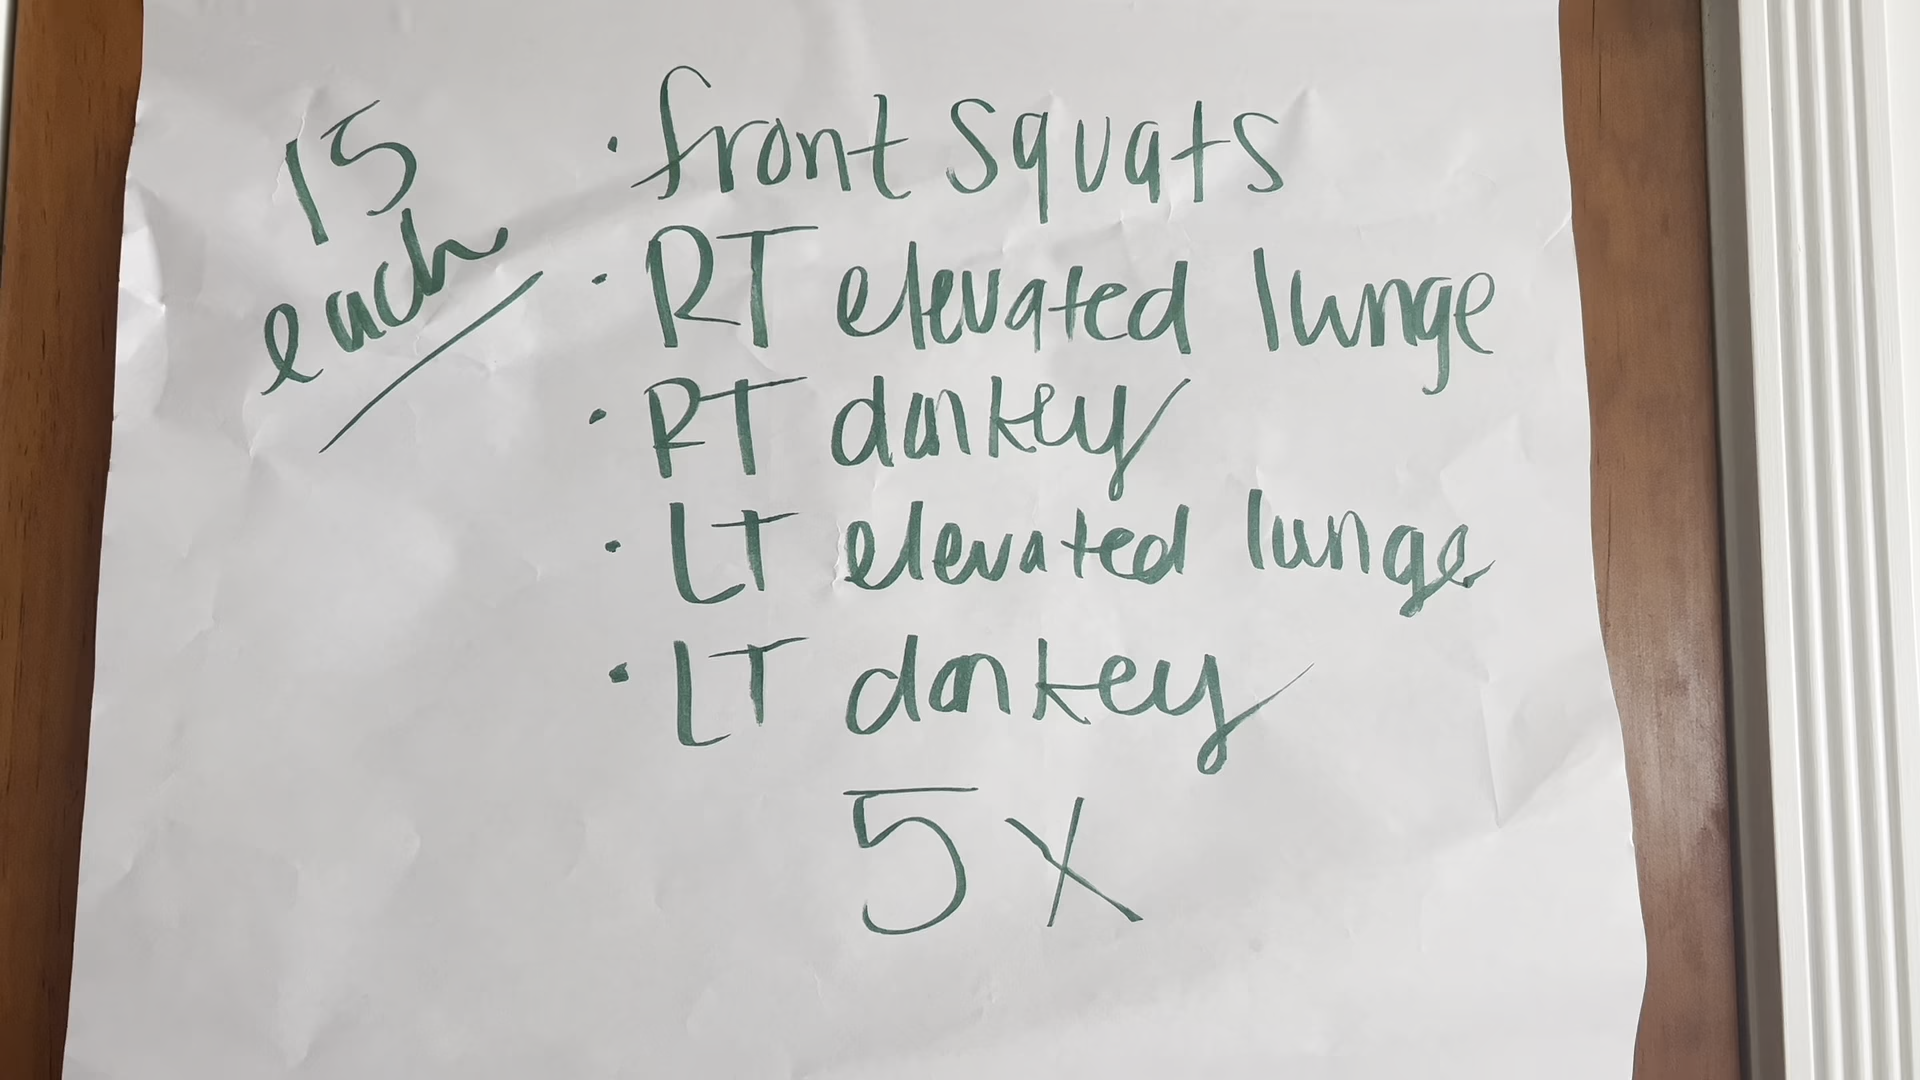 15
each
· front squats
· RT elevated lunge
· RT donkey
· LT elevated lunge
· LT donkey
5x